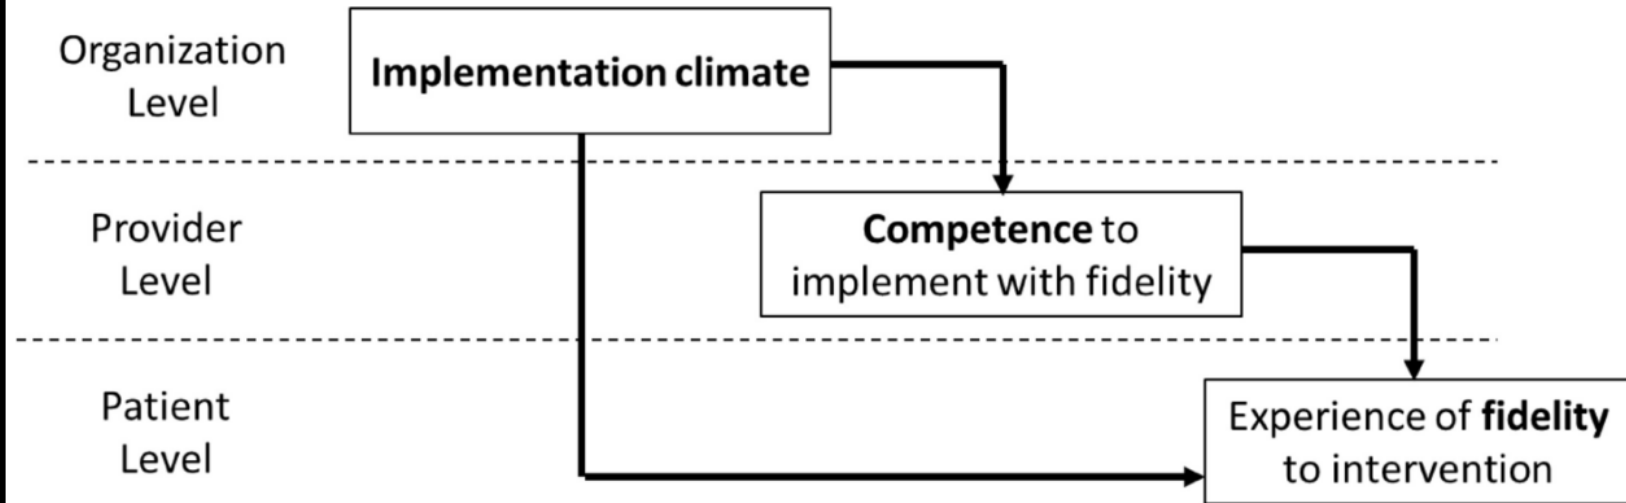 Organization
Level
Implementation climate
Provider
Level
Competence to
implement with fidelity
Patient
Level
Experience of fidelity
to intervention